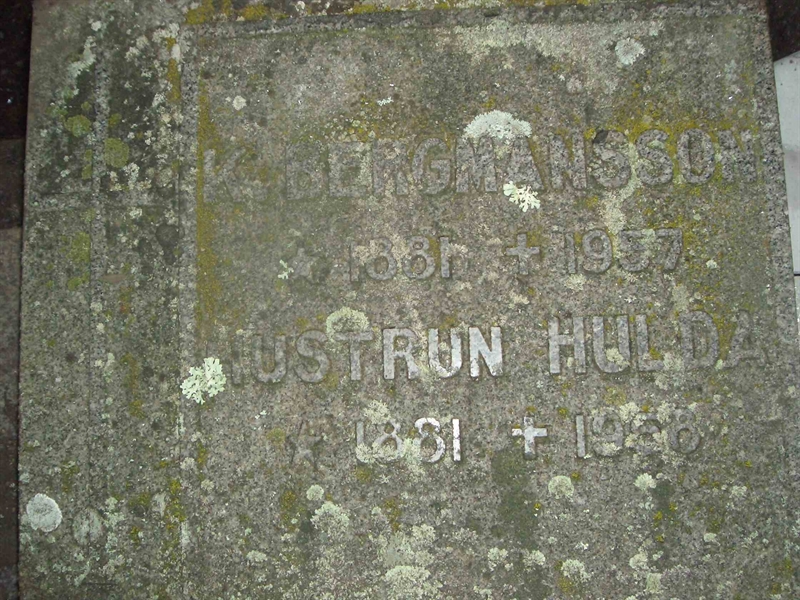 K. BERGMANSSON
★ 1881 ✝ 1957
HUSTRUN HULDA
★ 1881 ✝ 1968